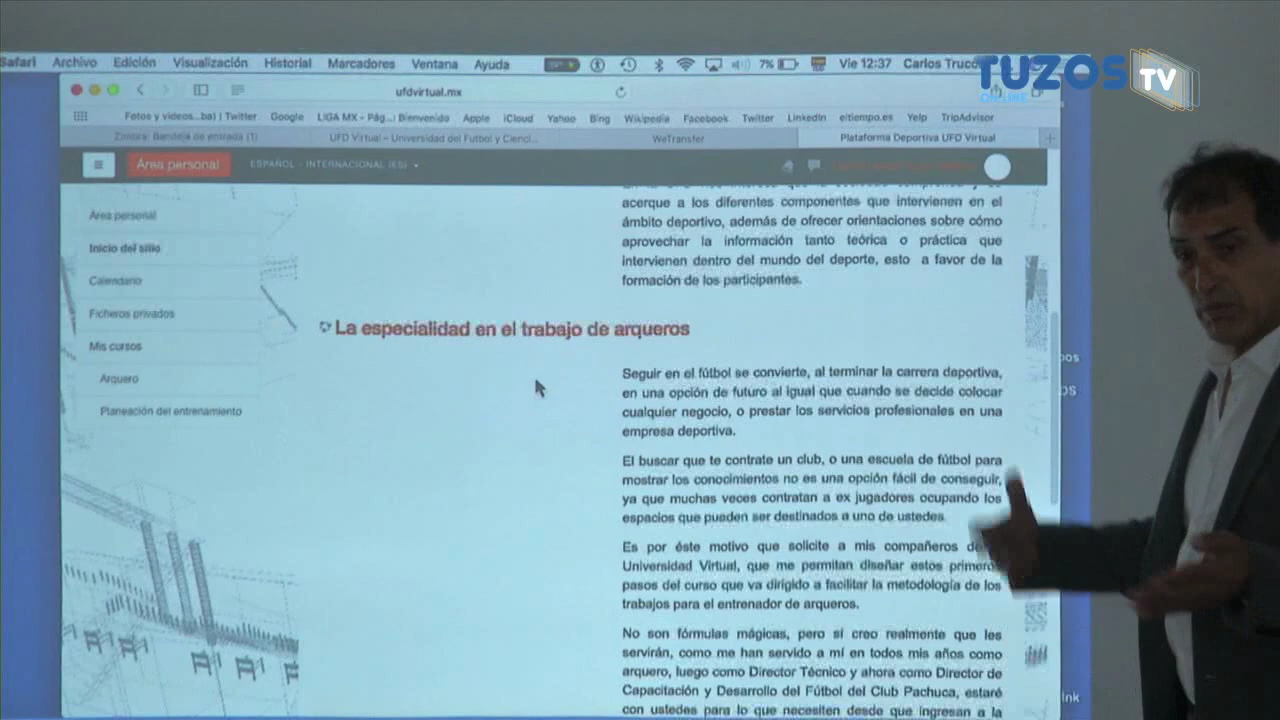 TUZOS TV
ON LINE
Safari Archivo Edición Visualización Historial Marcadores Ventana Ayuda 7% Vie 12:37 Carlos Truco
ufdvirtual.mx
Fotos y videos...ba) | Twitter Google LIGA MX - Pág...| Bienvenido Apple iCloud Yahoo Bing Wikipedia Facebook Twitter LinkedIn eltiempo.es Yelp TripAdvisor
Zimbra: Bandeja de entrada (1) UFD Virtual – Universidad del Futbol y Cienci... WeTransfer Plataforma Deportiva UFD Virtual
Área personal ESPAÑOL - INTERNACIONAL (ES)
Área personal
Inicio del sitio
Calendario
Ficheros privados
Mis cursos
Arquero
Planeación del entrenamiento
acerque a los diferentes componentes que intervienen en el
ámbito deportivo, además de ofrecer orientaciones sobre cómo
aprovechar la información tanto teórica o práctica que
intervienen dentro del mundo del deporte, esto a favor de la
formación de los participantes.
La especialidad en el trabajo de arqueros
Seguir en el fútbol se convierte, al terminar la carrera deportiva,
en una opción de futuro al igual que cuando se decide colocar
cualquier negocio, o prestar los servicios profesionales en una
empresa deportiva.
El buscar que te contrate un club, o una escuela de fútbol para
mostrar los conocimientos no es una opción fácil de conseguir,
ya que muchas veces contratan a ex jugadores ocupando los
espacios que pueden ser destinados a uno de ustedes.
Es por éste motivo que solicite a mis compañeros de
Universidad Virtual, que me permitan diseñar estos primeros
pasos del curso que va dirigido a facilitar la metodología de los
trabajos para el entrenador de arqueros.
No son fórmulas mágicas, pero sí creo realmente que les
servirán, como me han servido a mí en todos mis años como
arquero, luego como Director Técnico y ahora como Director de
Capacitación y Desarrollo del Fútbol del Club Pachuca, estaré
con ustedes para lo que necesiten desde que ingresan a la